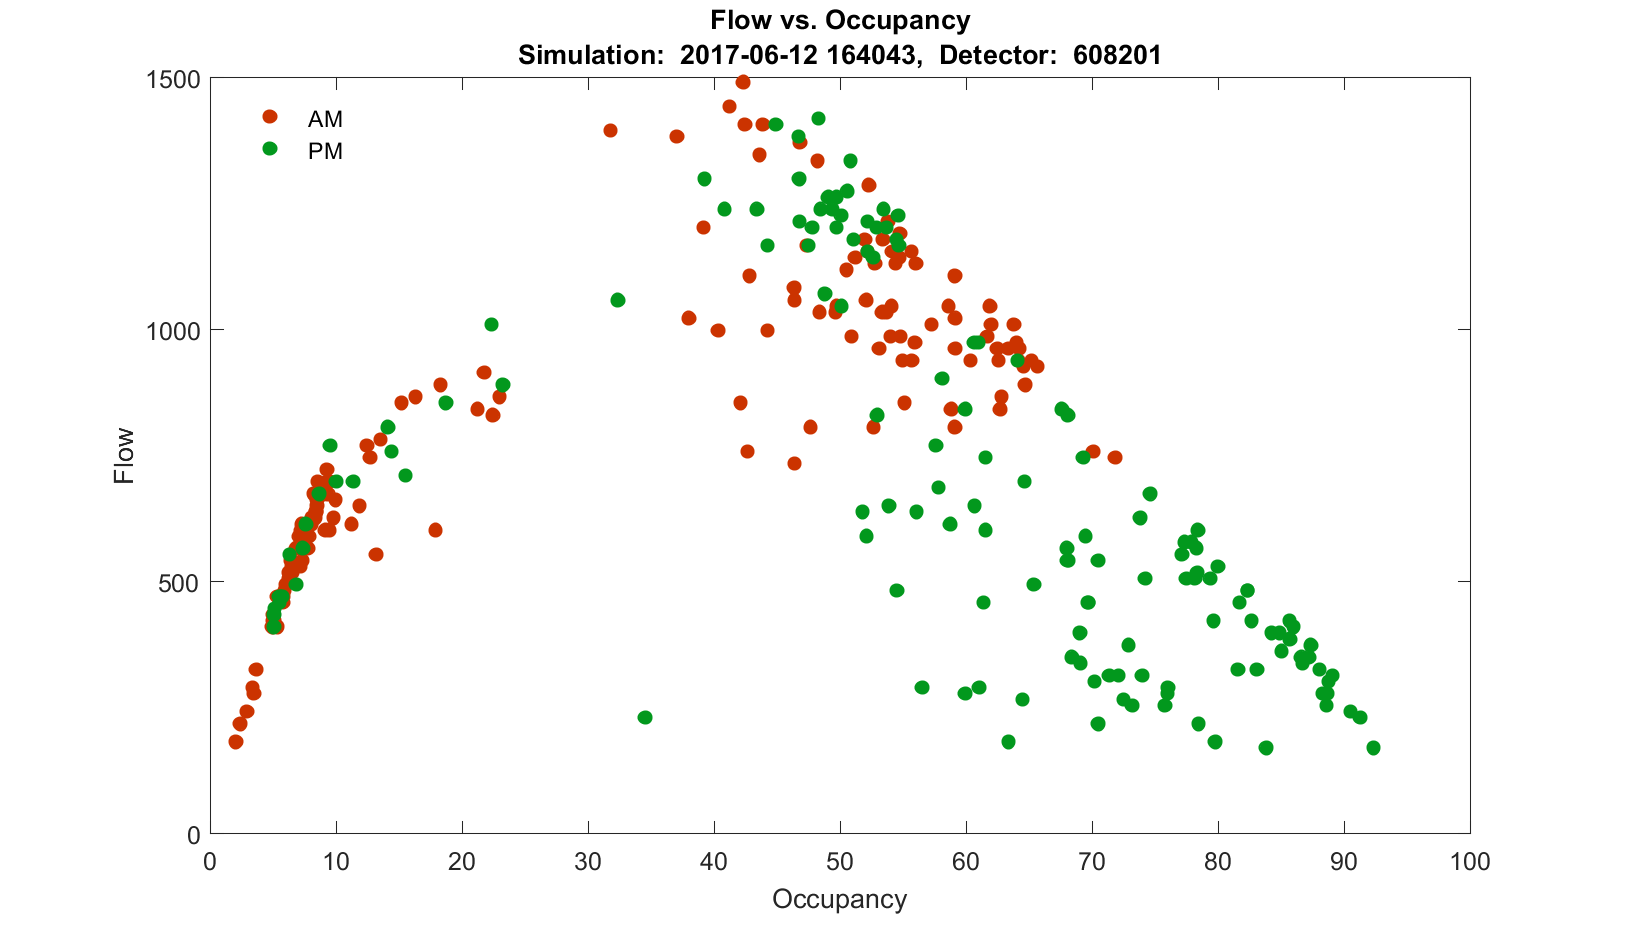 Flow vs. Occupancy
Simulation:  2017-06-12 164043,  Detector:  608201
1500
AM
PM
1000
Flow
500
0
0 10 20 30 40 50 60 70 80 90 100
Occupancy